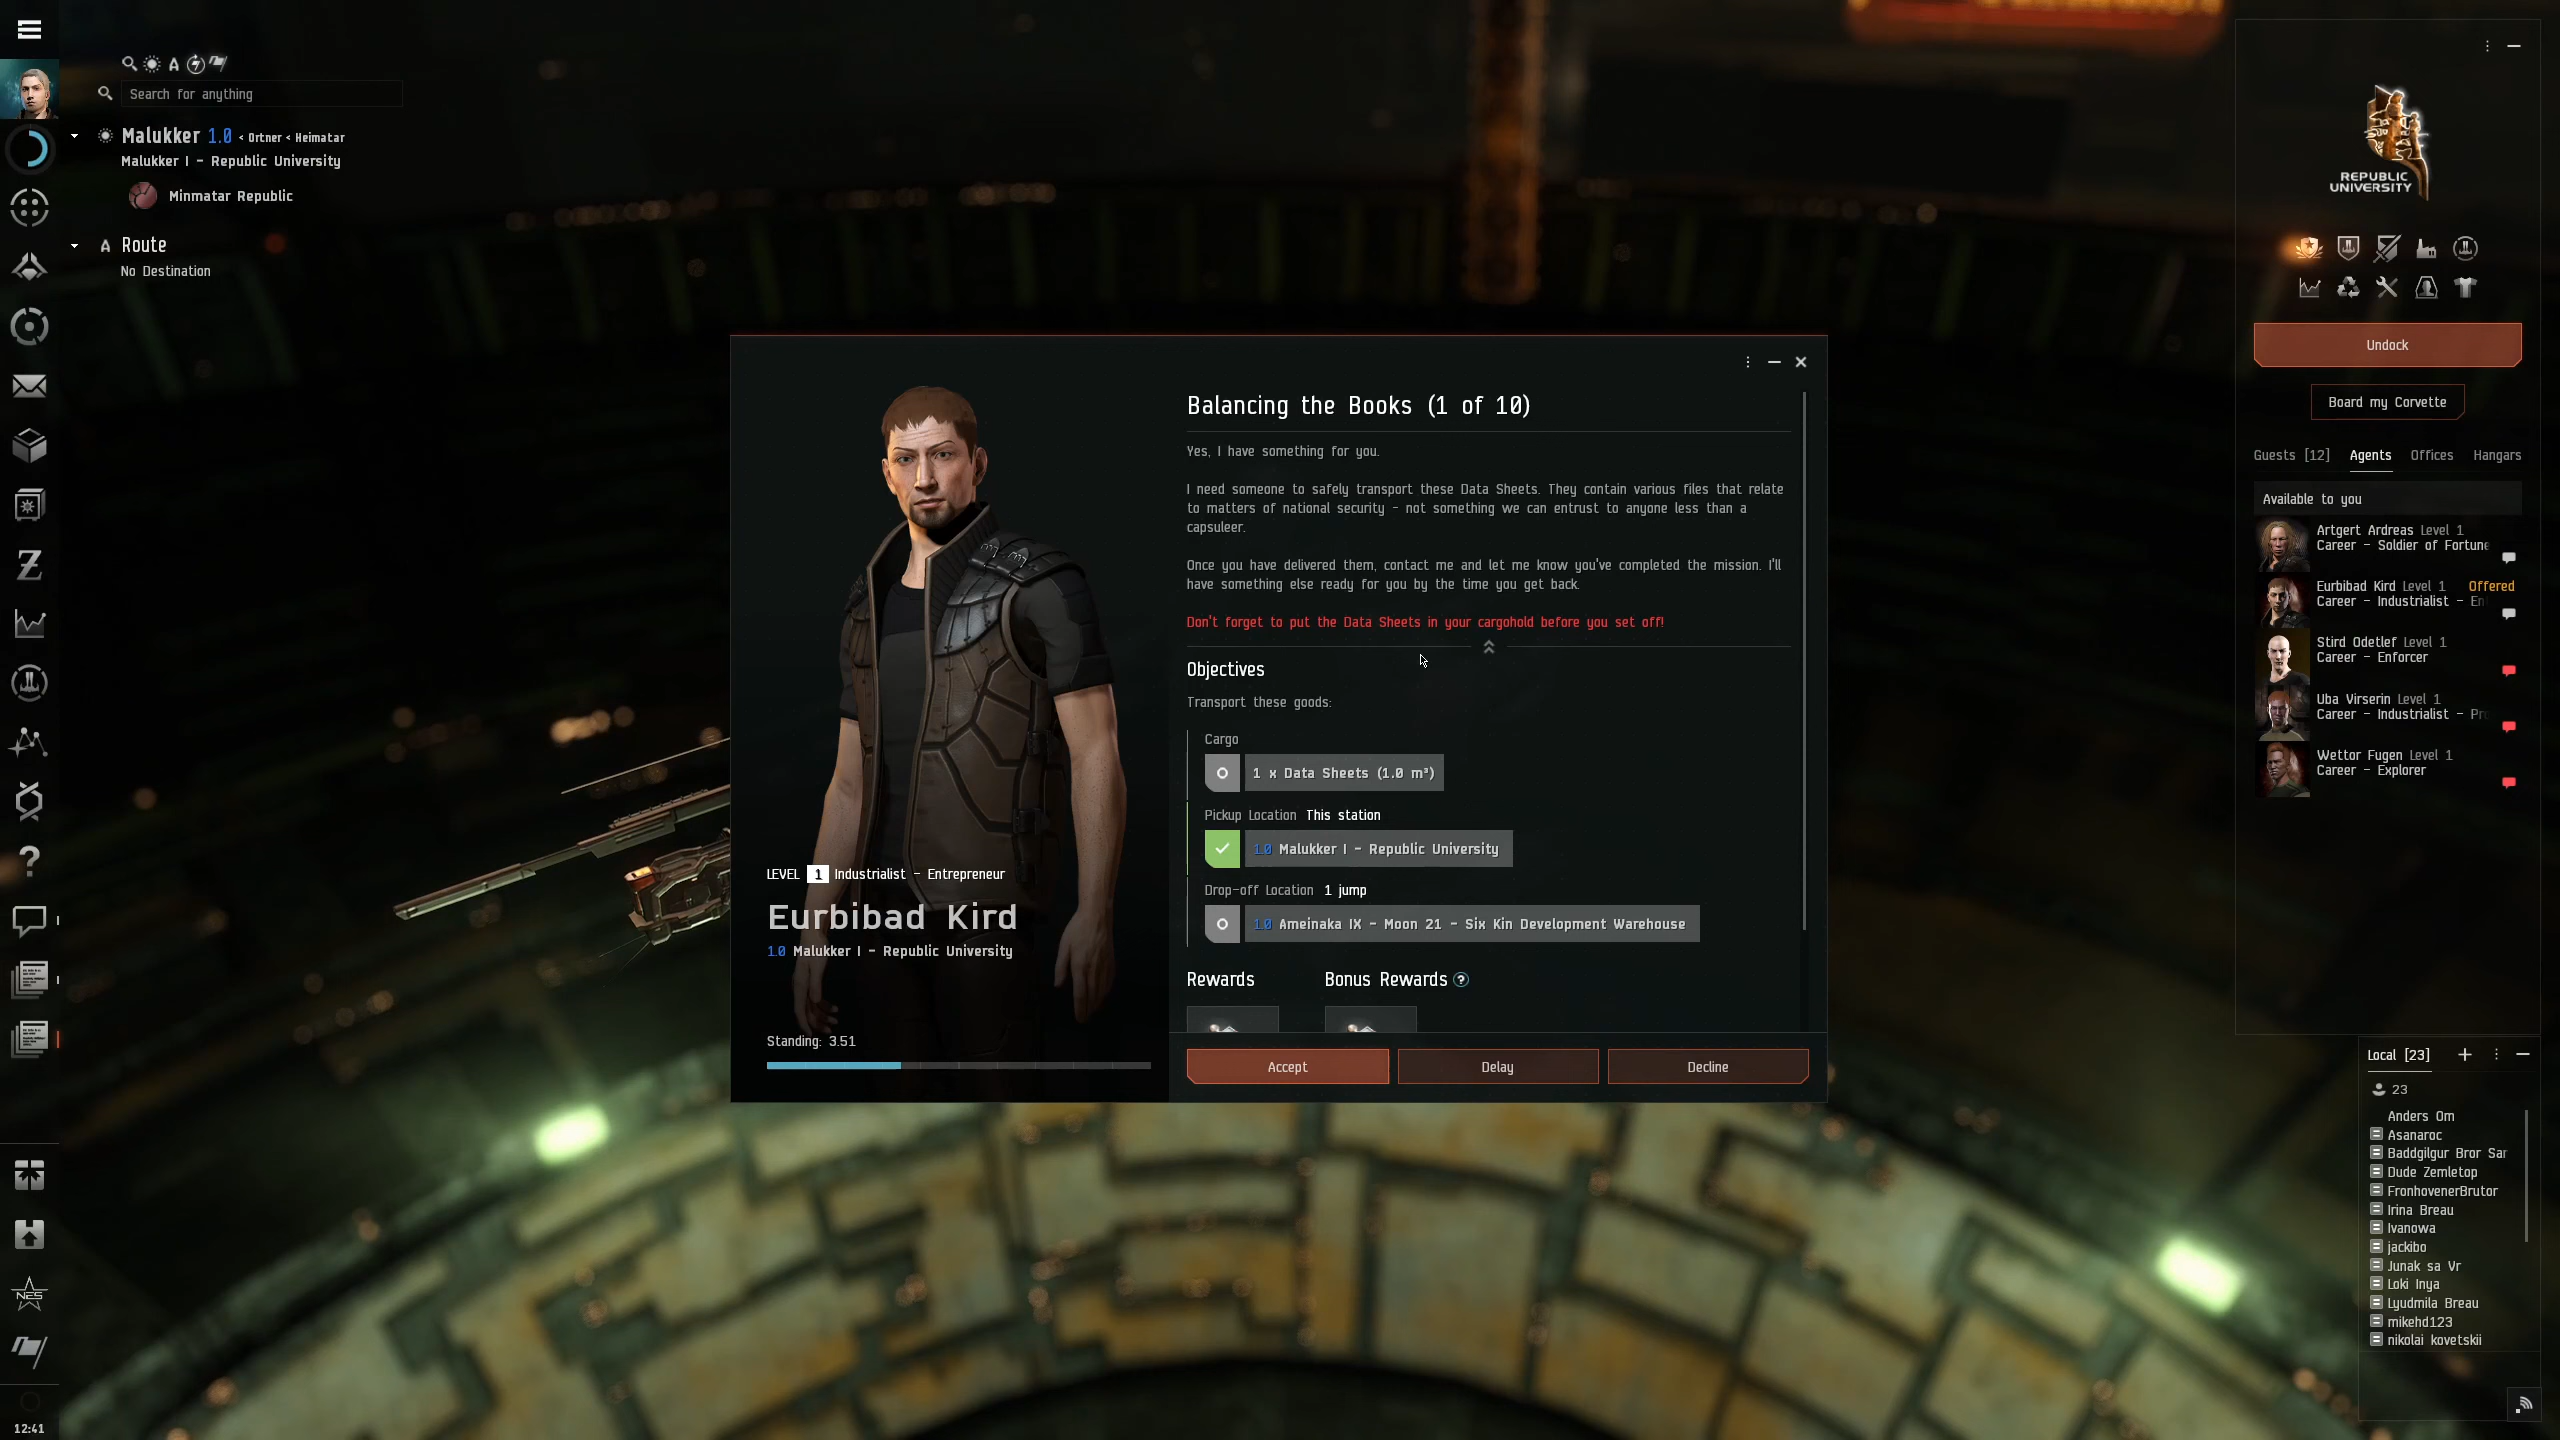 Search for anything
Malukker 1.0 < Ortner < Heimatar
Malukker I - Republic University
Minmatar Republic
Route
No Destination
12:41
Balancing the Books (1 of 10)
Yes, I have something for you.
I need someone to safely transport these Data Sheets. They contain various files that relate
to matters of national security - not something we can entrust to anyone less than a
capsuleer.
Once you have delivered them, contact me and let me know you've completed the mission. I'll
have something else ready for you by the time you get back.
Don't forget to put the Data Sheets in your cargohold before you set off!
Objectives
Transport these goods:
Cargo
1 x Data Sheets (1.0 m³)
Pickup Location This station
1.0 Malukker I - Republic University
Drop-off Location 1 jump
1.0 Ameinaka IX - Moon 21 - Six Kin Development Warehouse
Rewards Bonus Rewards ?
LEVEL 1 Industrialist - Entrepreneur
Eurbibad Kird
1.0 Malukker I - Republic University
Standing: 3.51
Accept Delay Decline
REPUBLIC
UNIVERSITY
Undock
Board my Corvette
Guests [12] Agents Offices Hangars
Available to you
Artgert Ardreas Level 1
Career - Soldier of Fortune
Eurbibad Kird Level 1 Offered
Career - Industrialist - En
Stird Odetlef Level 1
Career - Enforcer
Uba Virserin Level 1
Career - Industrialist - Pro
Wettor Fugen Level 1
Career - Explorer
Local [23]
23
Anders Om
Asanaroc
Baddgilgur Bror Sar
Dude Zemletop
FronhovenerBrutor
Irina Breau
Ivanowa
jackibo
Junak sa Vr
Loki Inya
Lyudmila Breau
mikehd123
nikolai kovetskii
NES